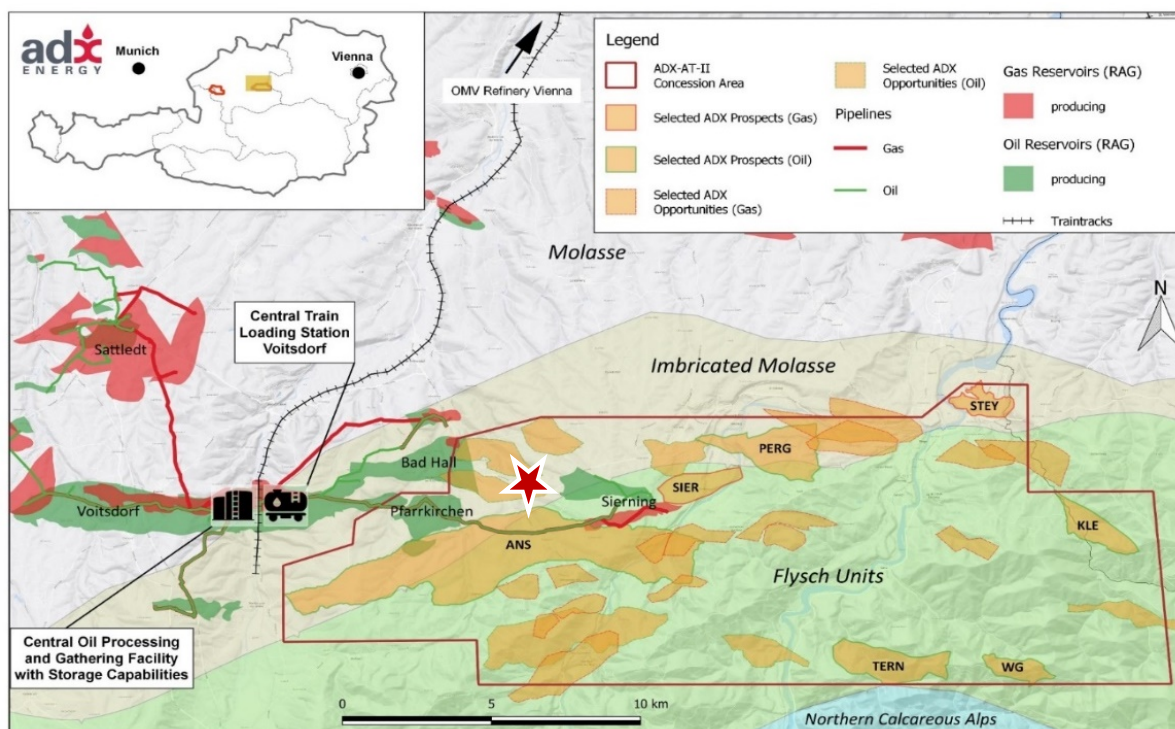 adx
ENERGY
Munich
Vienna
OMV Refinery Vienna
Legend
ADX-AT-II
Concession Area
Selected ADX Prospects (Gas)
Selected ADX Prospects (Oil)
Selected ADX
Opportunities (Gas)
Selected ADX
Opportunities (Oil)
Pipelines
Gas
Oil
Gas Reservoirs (RAG)
producing
Oil Reservoirs (RAG)
producing
Traintracks
Molasse
N
Central Train
Loading Station
Voitsdorf
Sattledt
Imbricated Molasse
STEY
PERG
Bad Hall
SIER
Sierning
Voitsdorf
Pfarrkirchen
KLE
ANS
Flysch Units
Central Oil Processing
and Gathering Facility
with Storage Capabilities
TERN
WG
0 5 10 km
Northern Calcareous Alps